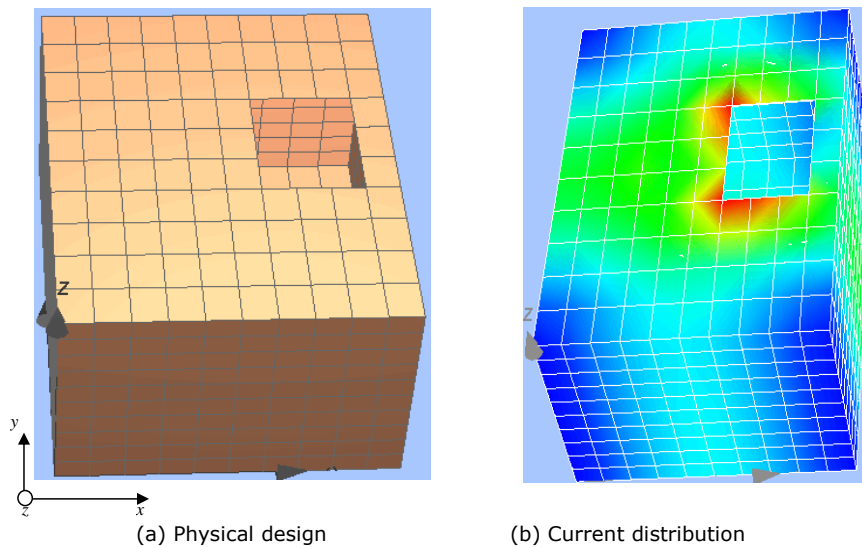 z
z
y
z
x
(a) Physical design
(b) Current distribution